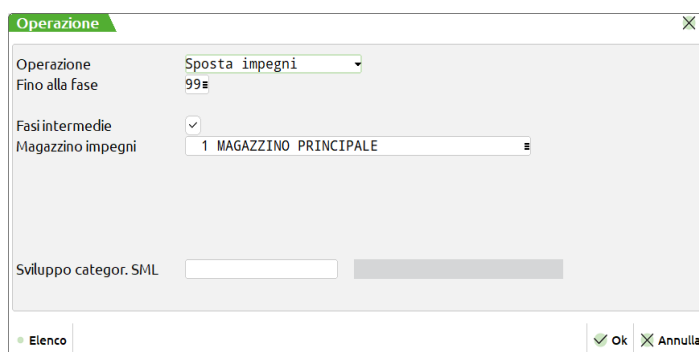 Operazione
Operazione Sposta impegni
Fino alla fase 99
Fasi intermedie
Magazzino impegni 1 MAGAZZINO PRINCIPALE
Sviluppo categor. SML
Elenco Ok Annulla